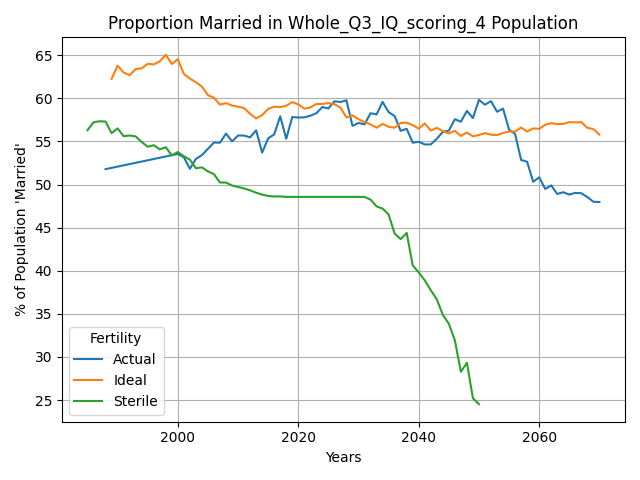 Proportion Married in Whole_Q3_IQ_scoring_4 Population
% of Population 'Married'
65
60
55
50
45
40
35
30
25
Fertility
Actual
Ideal
Sterile
2000
2020
2040
2060
Years